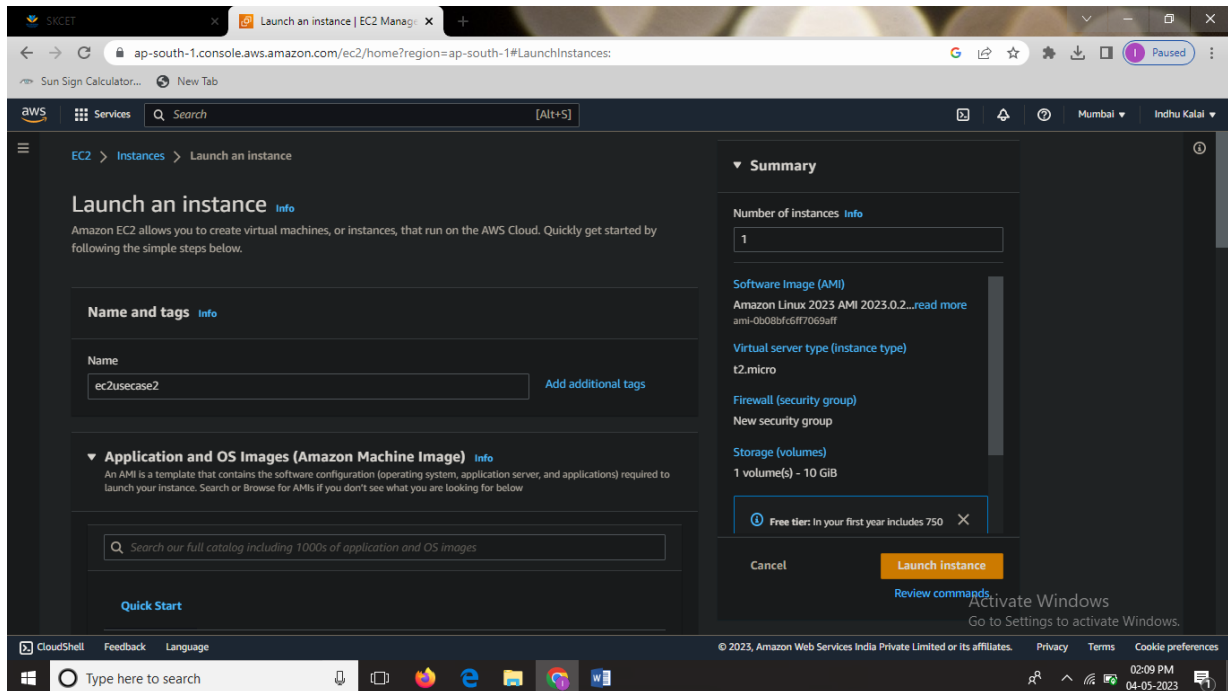 SKCET
Launch an instance | EC2 Manage
ap-south-1.console.aws.amazon.com/ec2/home?region=ap-south-1#LaunchInstances:
Paused
Sun Sign Calculator...
New Tab
aws
Services
Search
[Alt+S]
Mumbai
Indhu Kalai
EC2 > Instances > Launch an instance
Launch an instance Info
Amazon EC2 allows you to create virtual machines, or instances, that run on the AWS Cloud. Quickly get started by
following the simple steps below.
Name and tags Info
Name
ec2usecase2
Add additional tags
Application and OS Images (Amazon Machine Image) Info
An AMI is a template that contains the software configuration (operating system, application server, and applications) required to
launch your instance. Search or Browse for AMIs if you don't see what you are looking for below
Search our full catalog including 1000s of application and OS images
Quick Start
Summary
Number of instances Info
1
Software Image (AMI)
Amazon Linux 2023 AMI 2023.0.2...read more
ami-0b08bfc6ff7069aff
Virtual server type (instance type)
t2.micro
Firewall (security group)
New security group
Storage (volumes)
1 volume(s) - 10 GiB
Free tier: In your first year includes 750
Cancel
Launch instance
Review commands
Activate Windows
Go to Settings to activate Windows.
CloudShell
Feedback
Language
© 2023, Amazon Web Services India Private Limited or its affiliates.
Privacy
Terms
Cookie preferences
Type here to search
02:09 PM
04-05-2023
1